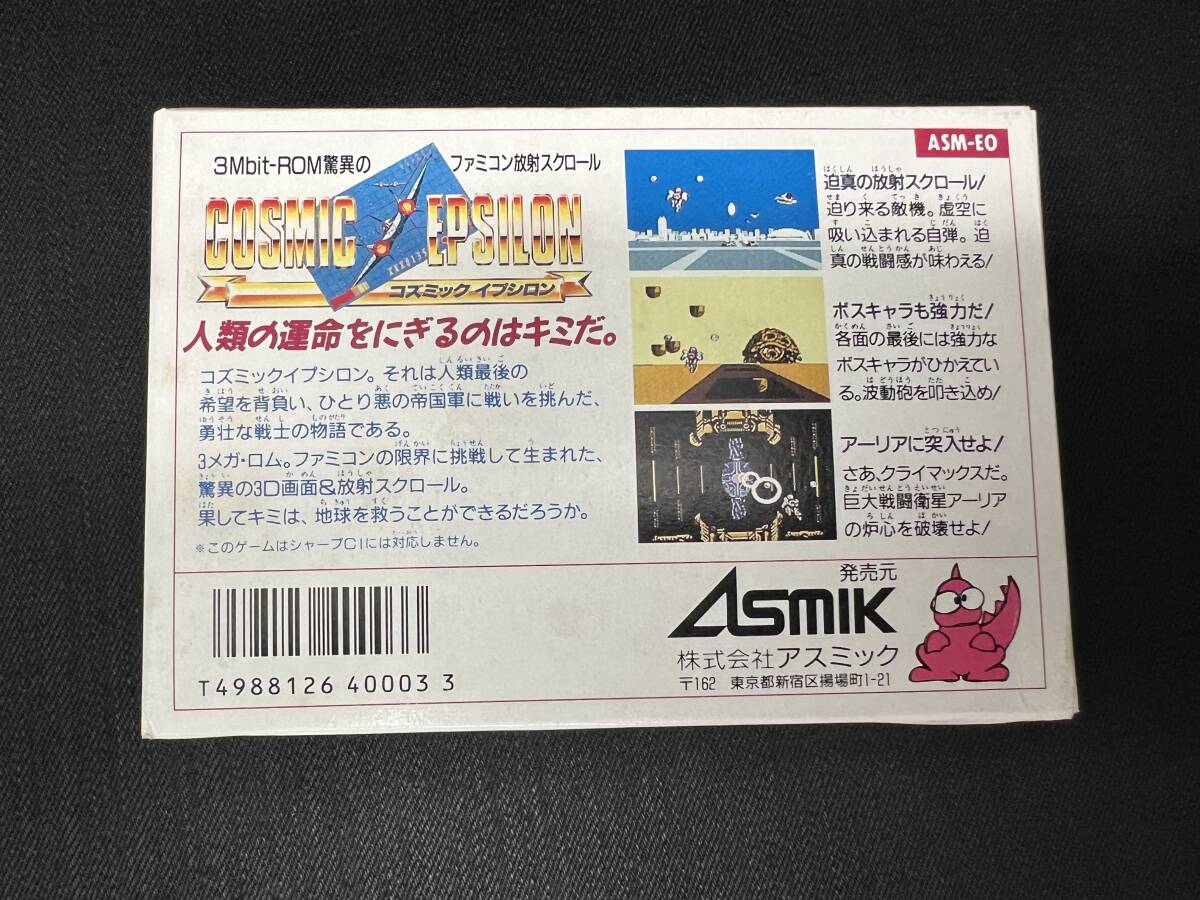 3Mbit-ROM驚異の ファミコン放射スクロール
COSMIC EPSILON
コズミック イプシロン
人類の運命をにぎるのはキミだ。
コズミックイプシロン。それは人類最後の
希望を背負い、ひとり悪の帝国軍に戦いを挑んだ、
勇壮な戦士の物語である。
3メガ・ロム。ファミコンの限界に挑戦して生まれた、
驚異の3D画面&放射スクロール。
果してキミは、地球を救うことができるだろうか。
※このゲームはシャープC1には対応しません。
ASM-EO
迫真の放射スクロール!
迫り来る敵機。虚空に
吸い込まれる自弾。迫
真の戦闘感が味わえる!
ボスキャラも強力だ!
各面の最後には強力な
ボスキャラがひかえてい
る。波動砲を叩き込め!
アーリアに突入せよ!
さあ、クライマックスだ。
巨大戦闘衛星アーリア
の炉心を破壊せよ!
T4988126 40003 3
発売元
ASMIK
株式会社アスミック
〒162 東京都新宿区揚場町1-21